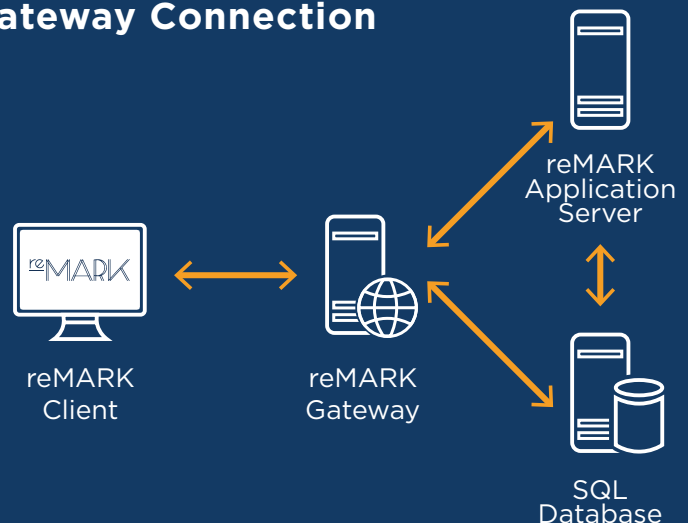 ateway Connection
reMARK
Application
Server
reMARK
reMARK
Client
reMARK
Gateway
SQL
Database